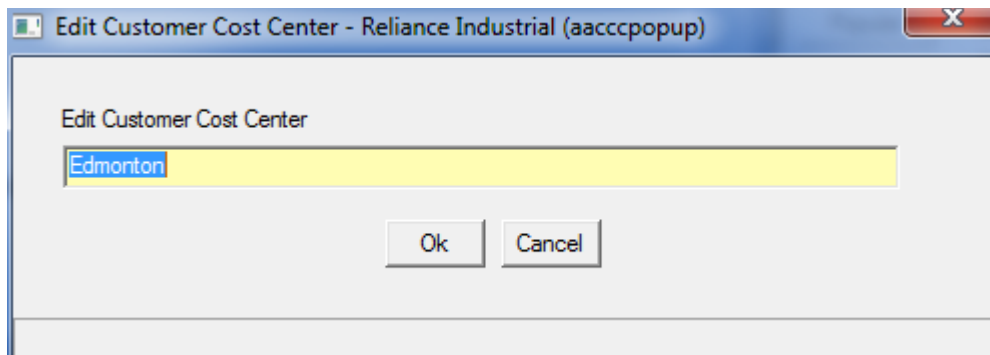 Edit Customer Cost Center - Reliance Industrial (aacccpopup)
Edit Customer Cost Center
Edmonton
Ok Cancel